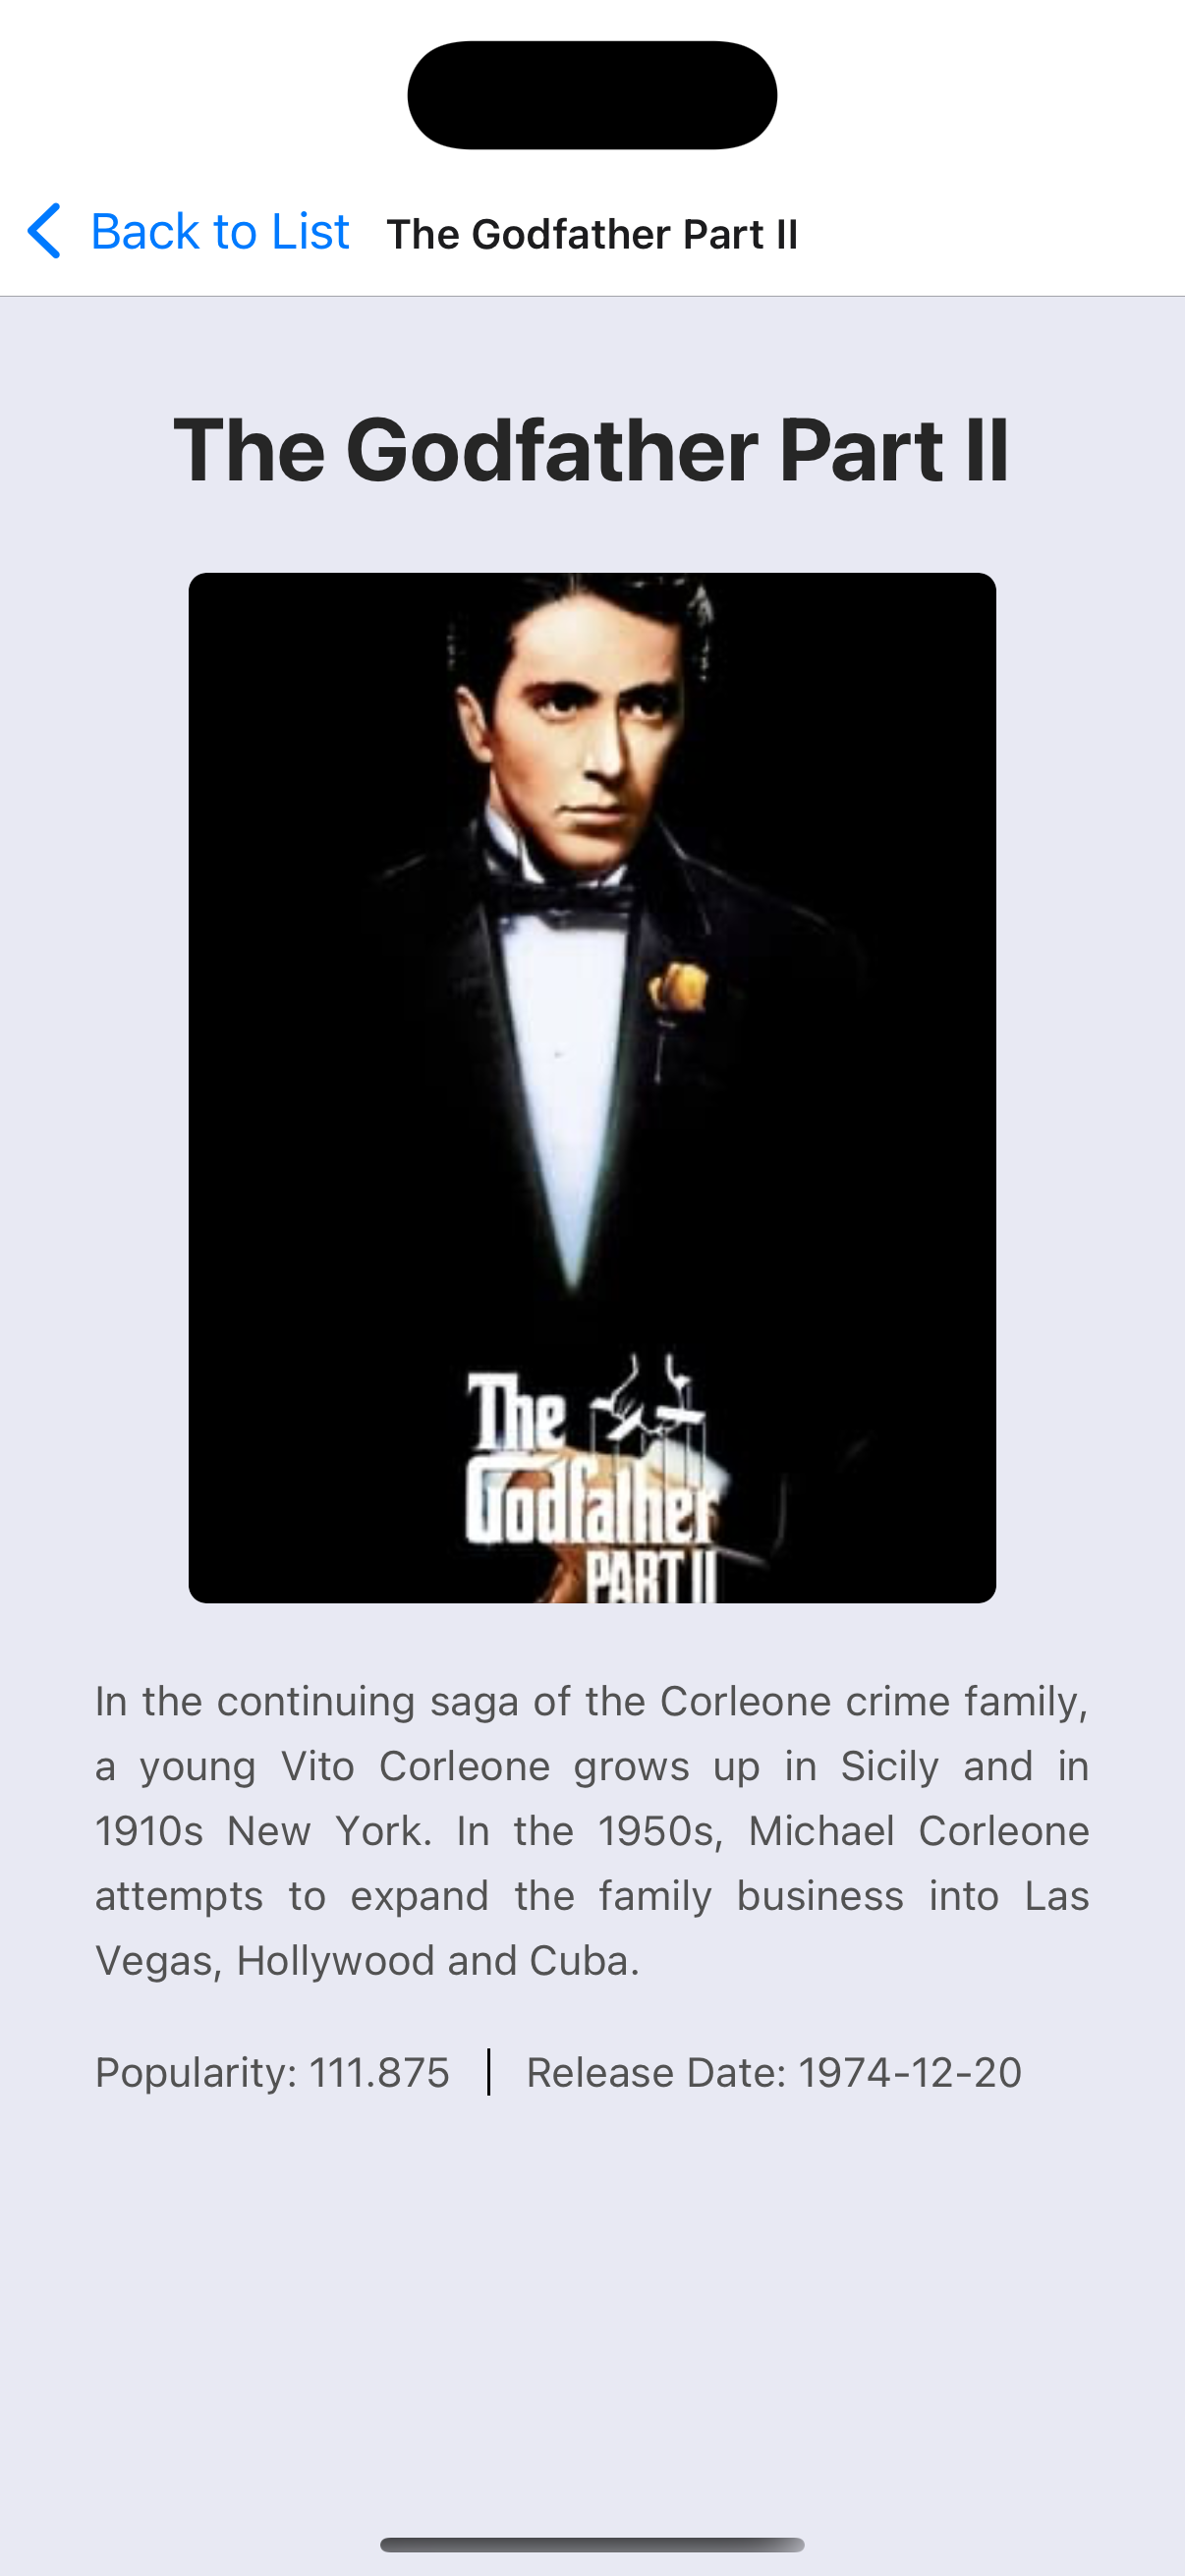 Back to List The Godfather Part II
The Godfather Part II
The
Godfather
PART II
In the continuing saga of the Corleone crime family,
a young Vito Corleone grows up in Sicily and in
1910s New York. In the 1950s, Michael Corleone
attempts to expand the family business into Las
Vegas, Hollywood and Cuba.
Popularity: 111.875 | Release Date: 1974-12-20